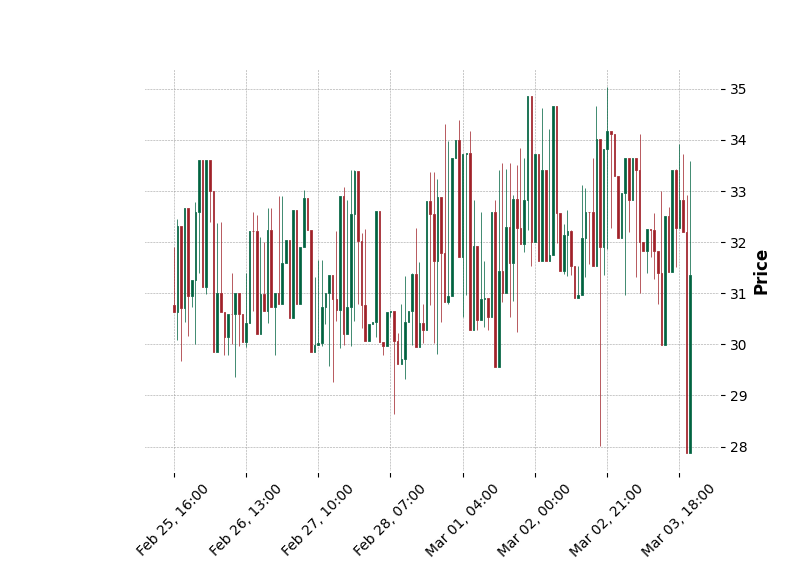 35
34
33
32
31
30
29
28
Price
Feb 25, 16:00
Feb 26, 13:00
Feb 27, 10:00
Feb 28, 07:00
Mar 01, 04:00
Mar 02, 00:00
Mar 02, 21:00
Mar 03, 18:00